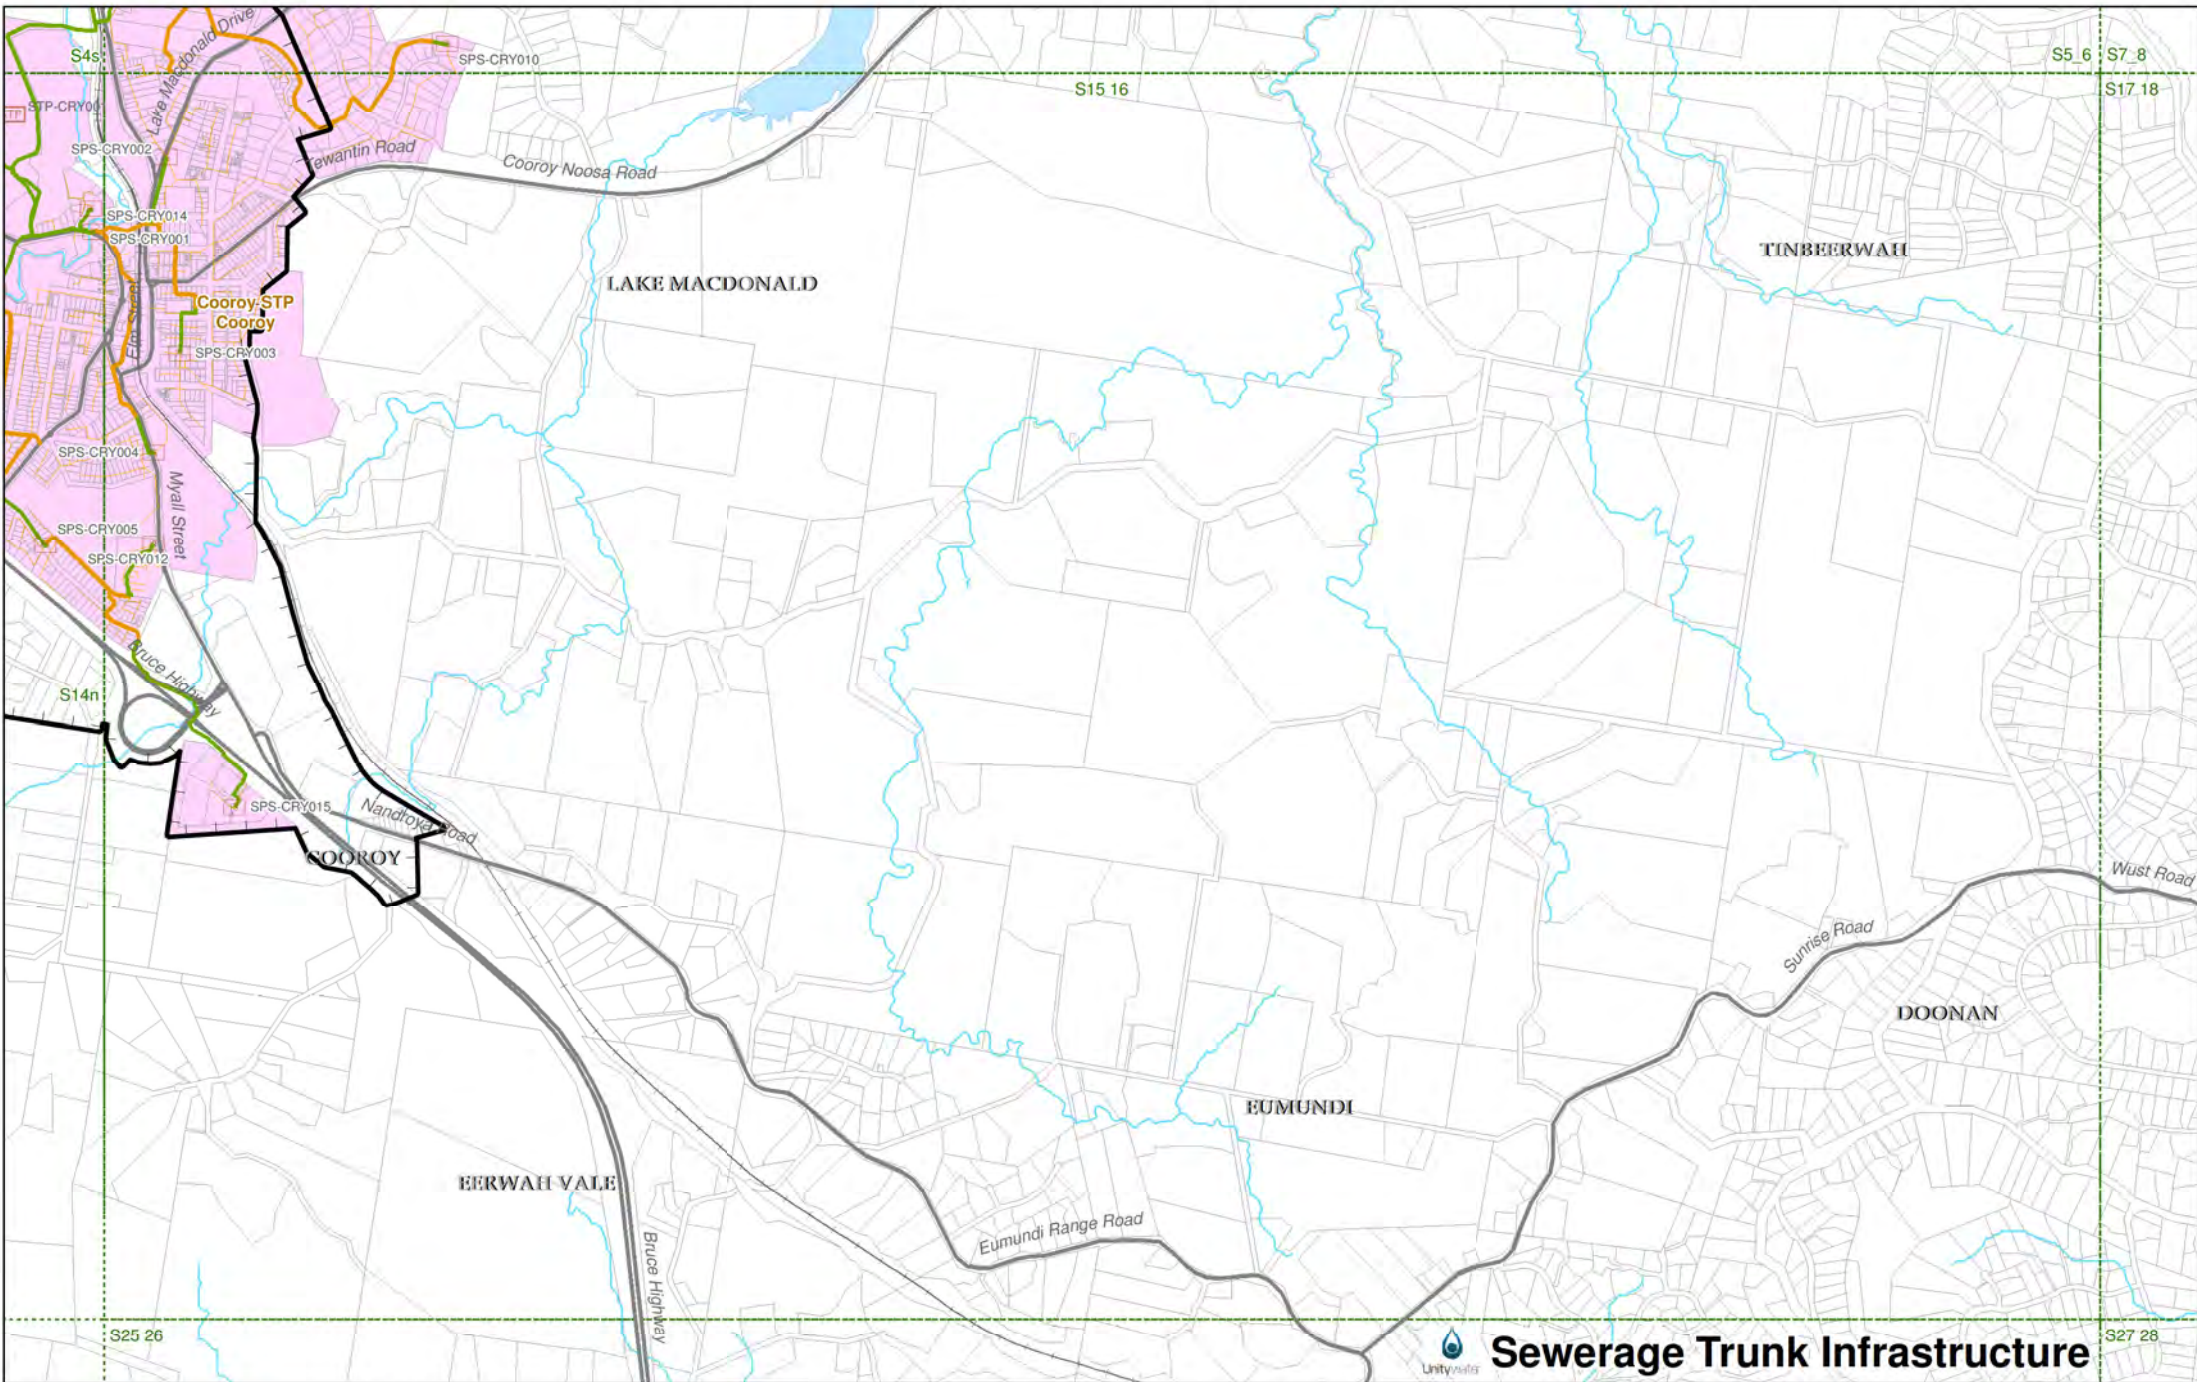 S4s
Lake Macdonald Drive
SPS-CRY010
S15 16
S5_6
S7_8
S17 18
STP-CRY00
TP
SPS-CRY002
Tewantin Road
Cooroy Noosa Road
SPS-CRY014
SPS-CRY001
TINBEERWAH
LAKE MACDONALD
Cooroy STP
Cooroy
Elm Street
SPS-CRY003
SPS-CRY004
Myall Street
SPS-CRY005
SPS-CRY012
Bruce Highway
S14n
SPS-CRY015
Nandroya Road
COOROY
Wust Road
Sunrise Road
DOONAN
EUMUNDI
EERWAH VALE
Eumundi Range Road
Bruce Highway
S25 26
Unitywater
Sewerage Trunk Infrastructure
S27 28